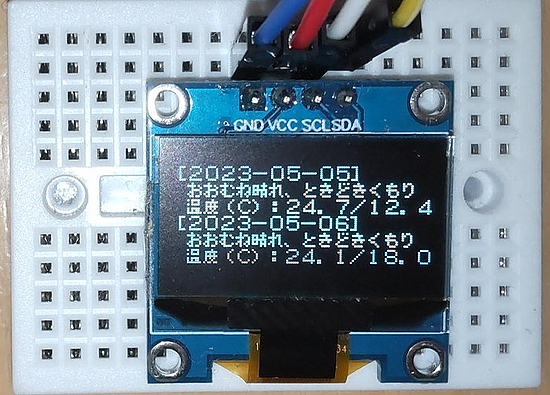 GND VCC SCL SDA
[2023-05-05]
おおむね晴れ、ときどきくもり
温度(C):24.7/12.4
[2023-05-06]
おおむね晴れ、ときどきくもり
温度(C):24.1/18.0